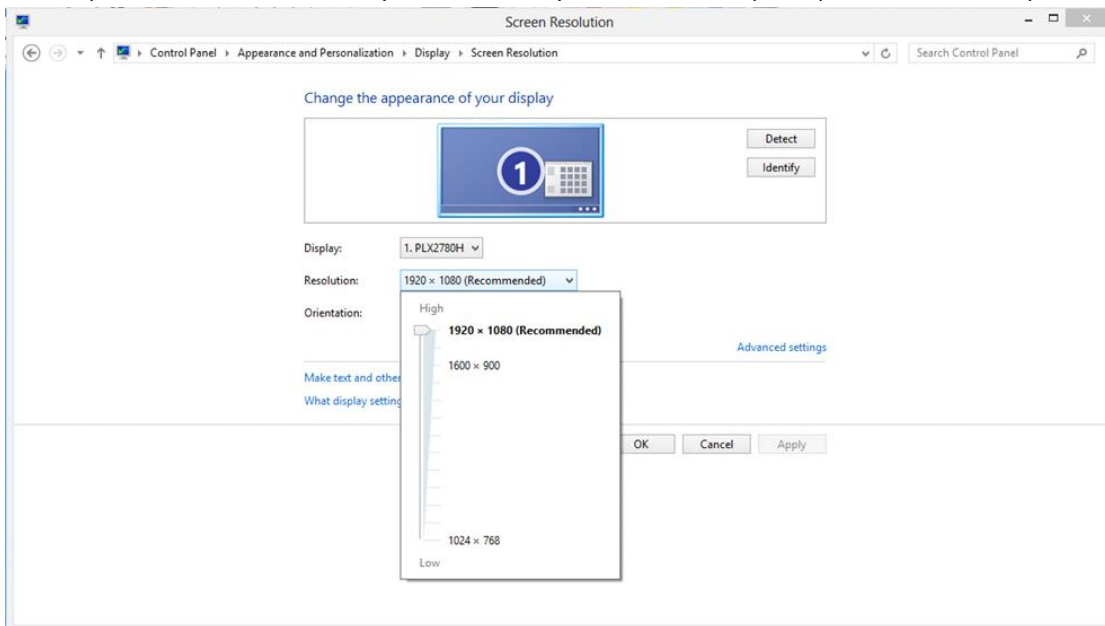 Screen Resolution
Control Panel ▸ Appearance and Personalization ▸ Display ▸ Screen Resolution
Search Control Panel
Change the appearance of your display
1
Detect
Identify
Display: 1. PLX2780H
Resolution: 1920 × 1080 (Recommended)
Orientation:
High
1920 × 1080 (Recommended)
1600 × 900
1024 × 768
Low
Advanced settings
Make text and other
What display setting
OK Cancel Apply